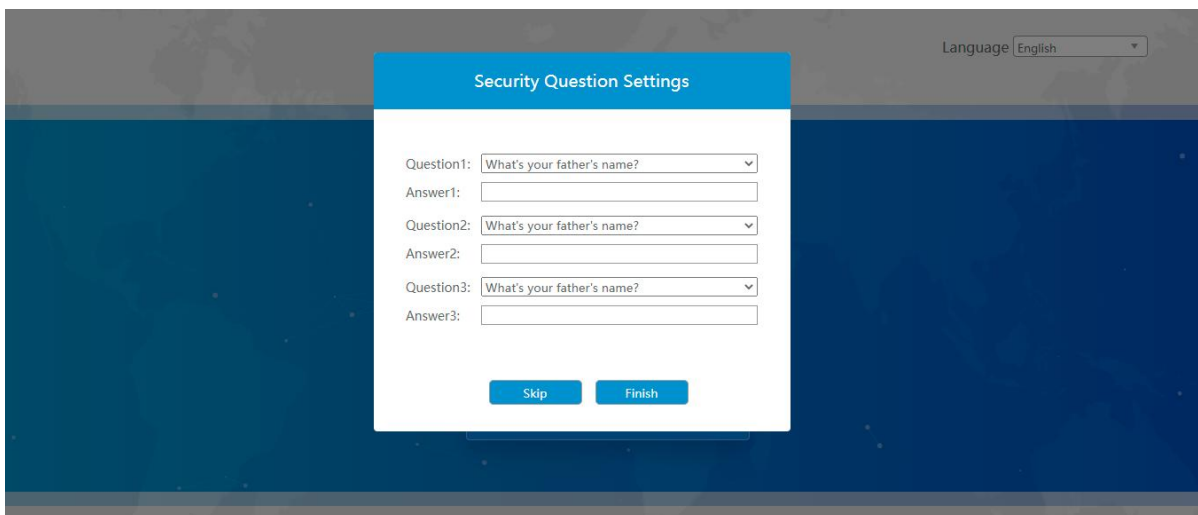 Language English
Security Question Settings
Question1: What's your father's name?
Answer1:
Question2: What's your father's name?
Answer2:
Question3: What's your father's name?
Answer3:
Skip Finish